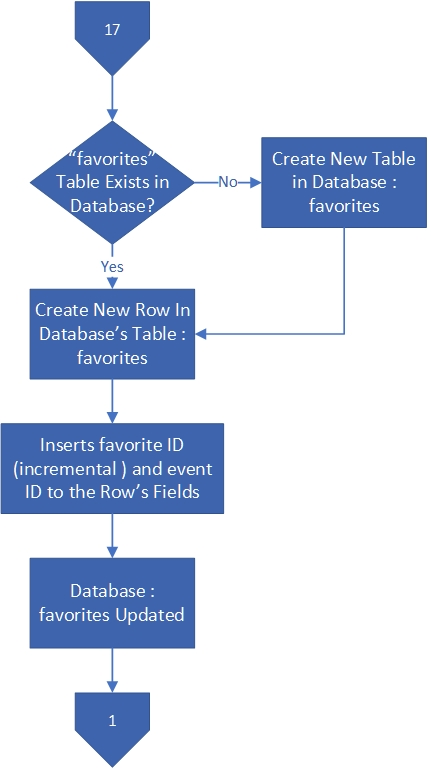 17
“favorites”
Table Exists in
Database?
No
Create New Table
in Database :
favorites
Yes
Create New Row In
Database’s Table :
favorites
Inserts favorite ID
(incremental ) and event
ID to the Row’s Fields
Database :
favorites Updated
1